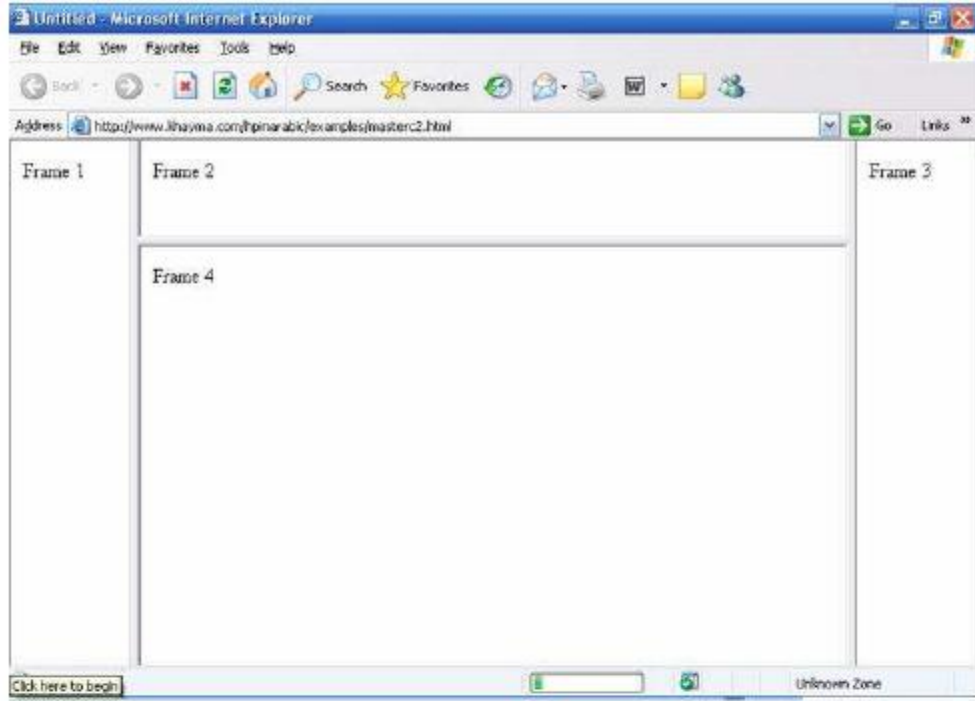 Untitled - Microsoft Internet Explorer
File Edit View Favorites Tools Help
Back Search Favorites W
Address http://www.khayma.com/hpinarabic/examples/masterc2.html Go Links »
Frame 1 Frame 2 Frame 3
Frame 4
Click here to begin Unknown Zone